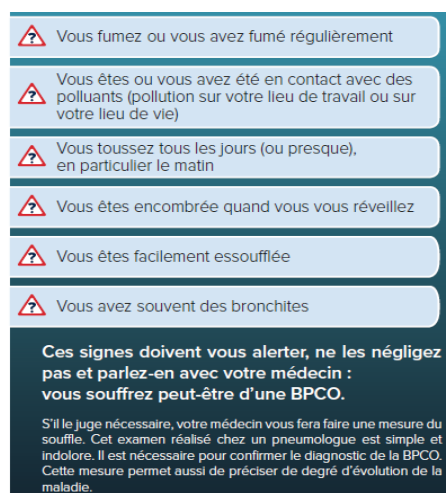 Vous fumez ou vous avez fumé régulièrement
Vous êtes ou vous avez été en contact avec des
polluants (pollution sur votre lieu de travail ou sur
votre lieu de vie)
Vous toussez tous les jours (ou presque),
en particulier le matin
Vous êtes encombrée quand vous vous réveillez
Vous êtes facilement essoufflée
Vous avez souvent des bronchites
Ces signes doivent vous alerter, ne les négligez
pas et parlez-en avec votre médecin :
vous souffrez peut-être d'une BPCO.
S'il le juge nécessaire, votre médecin vous fera faire une mesure du
souffle. Cet examen réalisé chez un pneumologue est simple et
indolore. Il est nécessaire pour confirmer le diagnostic de la BPCO.
Cette mesure permet aussi de préciser de degré d'évolution de la
maladie.